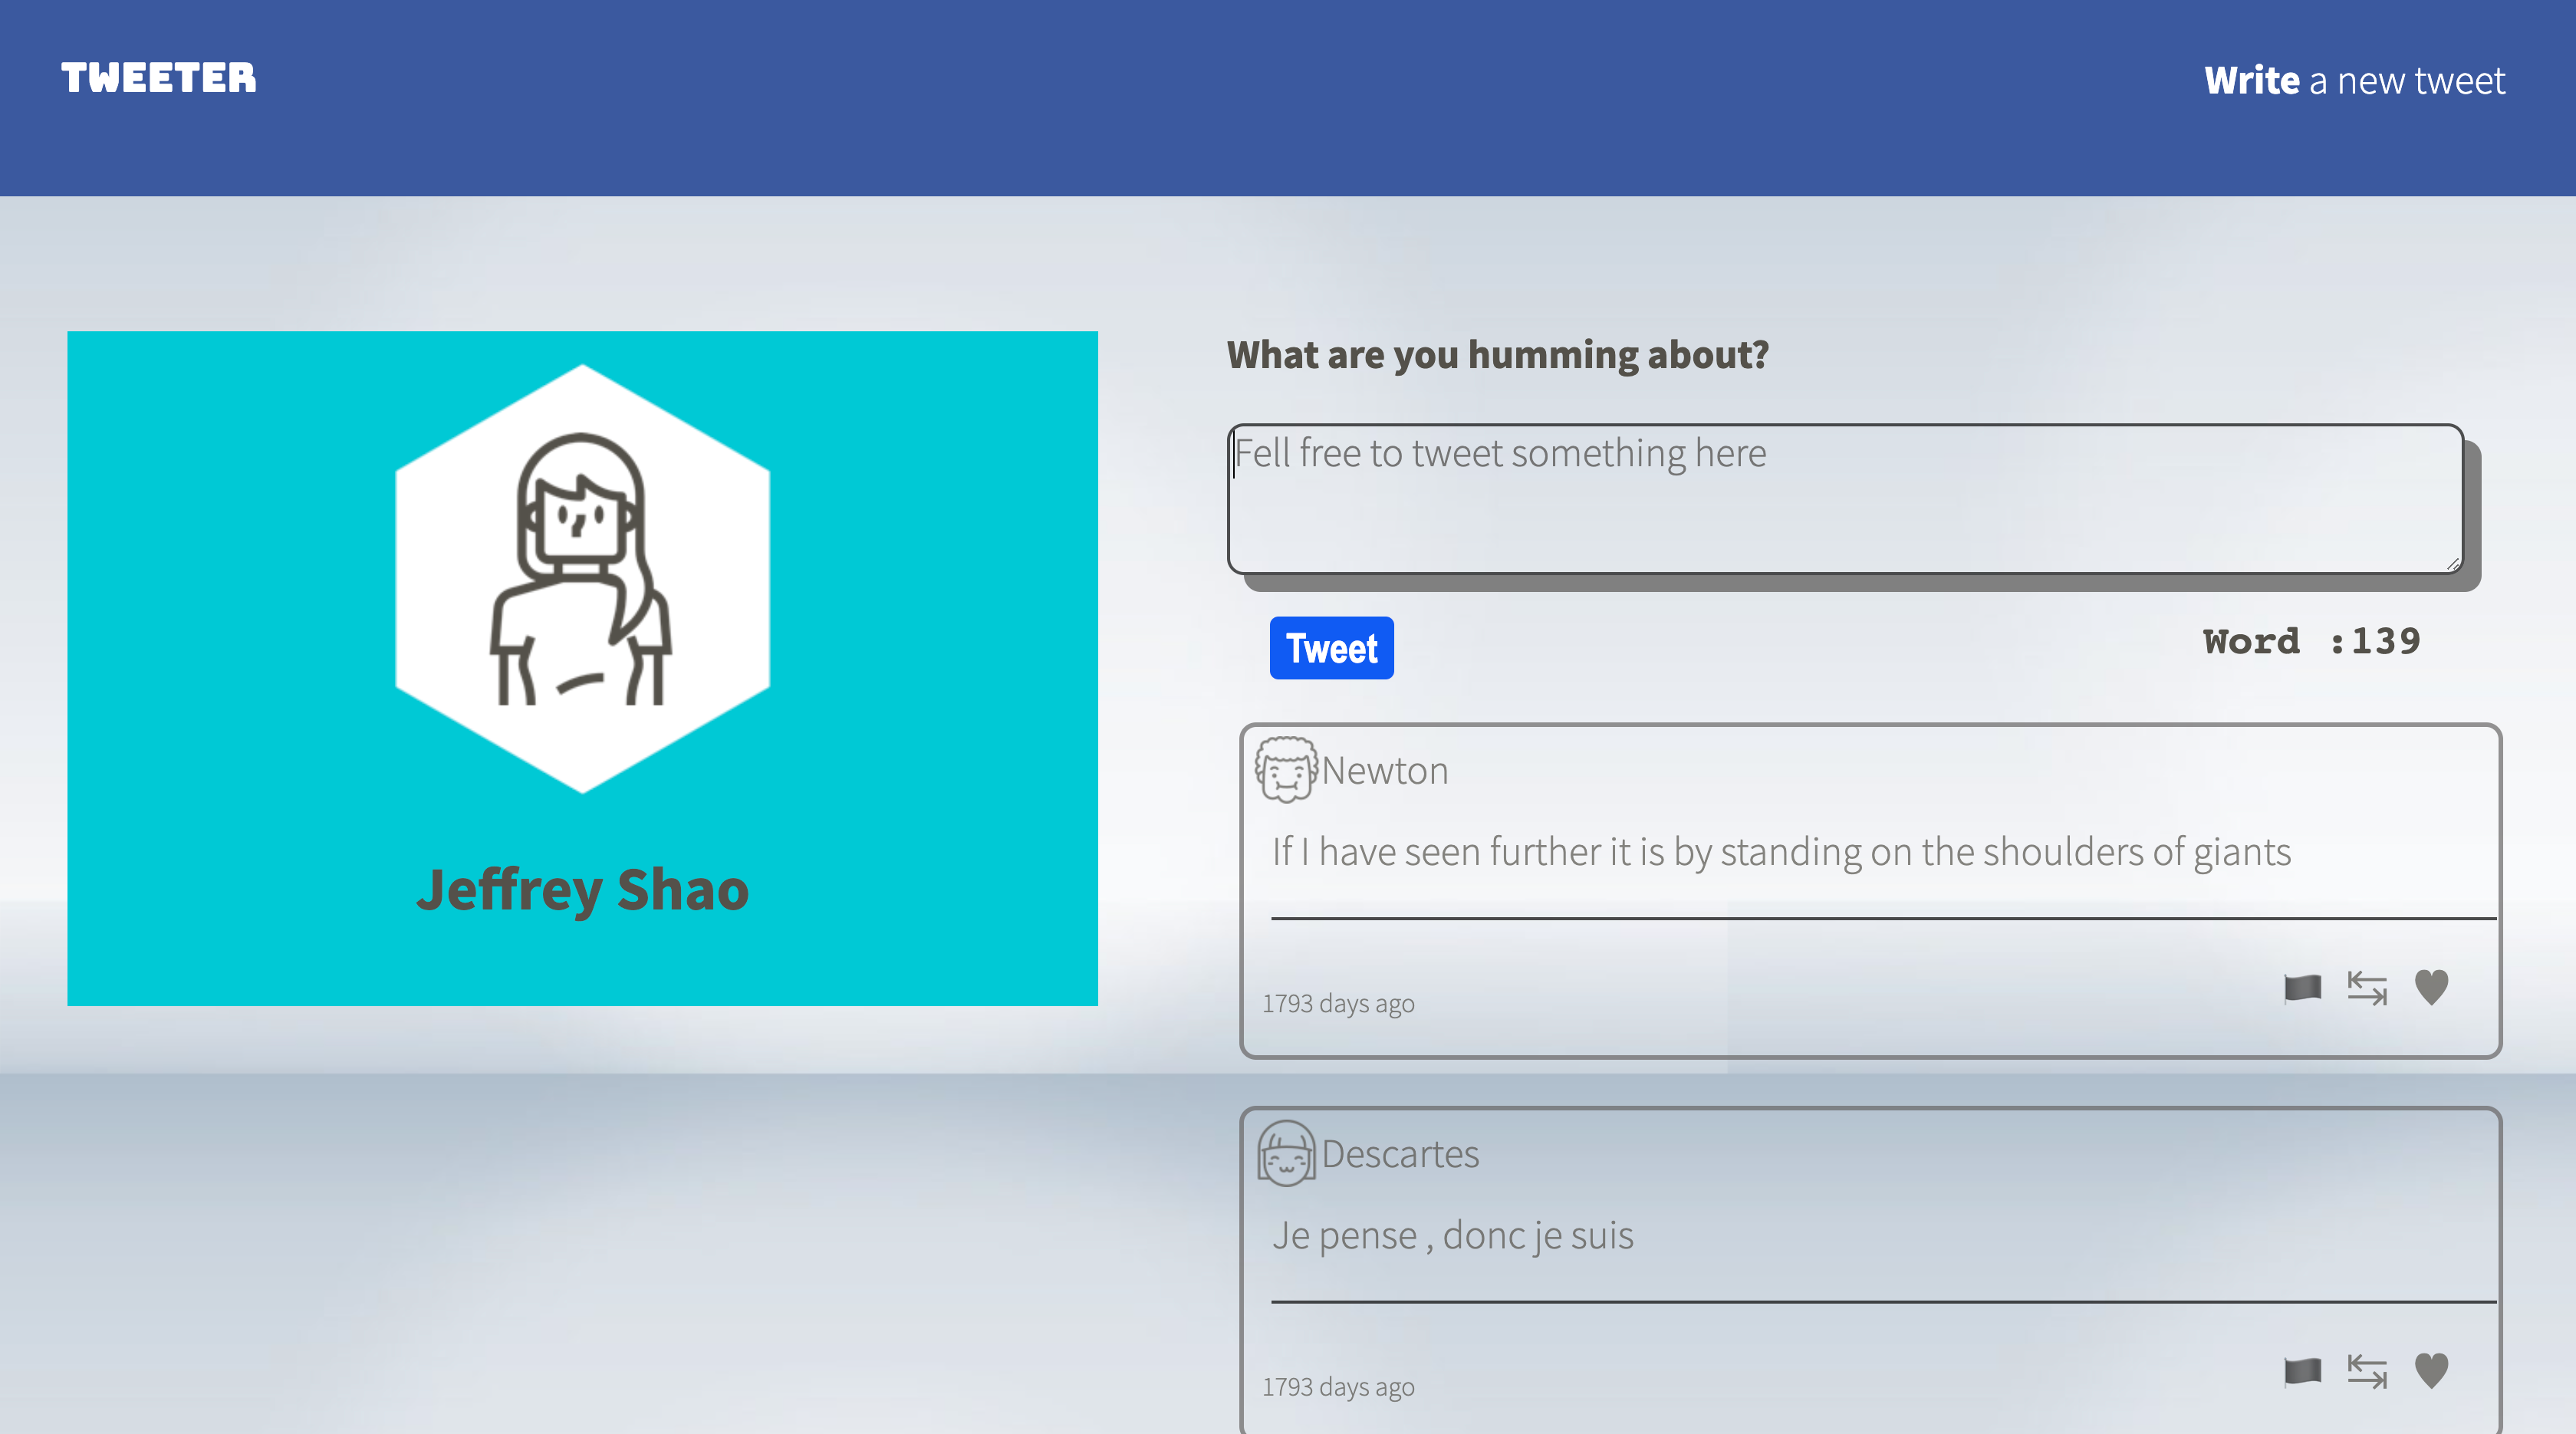 TWEETER
Write a new tweet
Jeffrey Shao
What are you humming about?
Fell free to tweet something here
Tweet
Word :139
Newton
If I have seen further it is by standing on the shoulders of giants
1793 days ago
Descartes
Je pense , donc je suis
1793 days ago